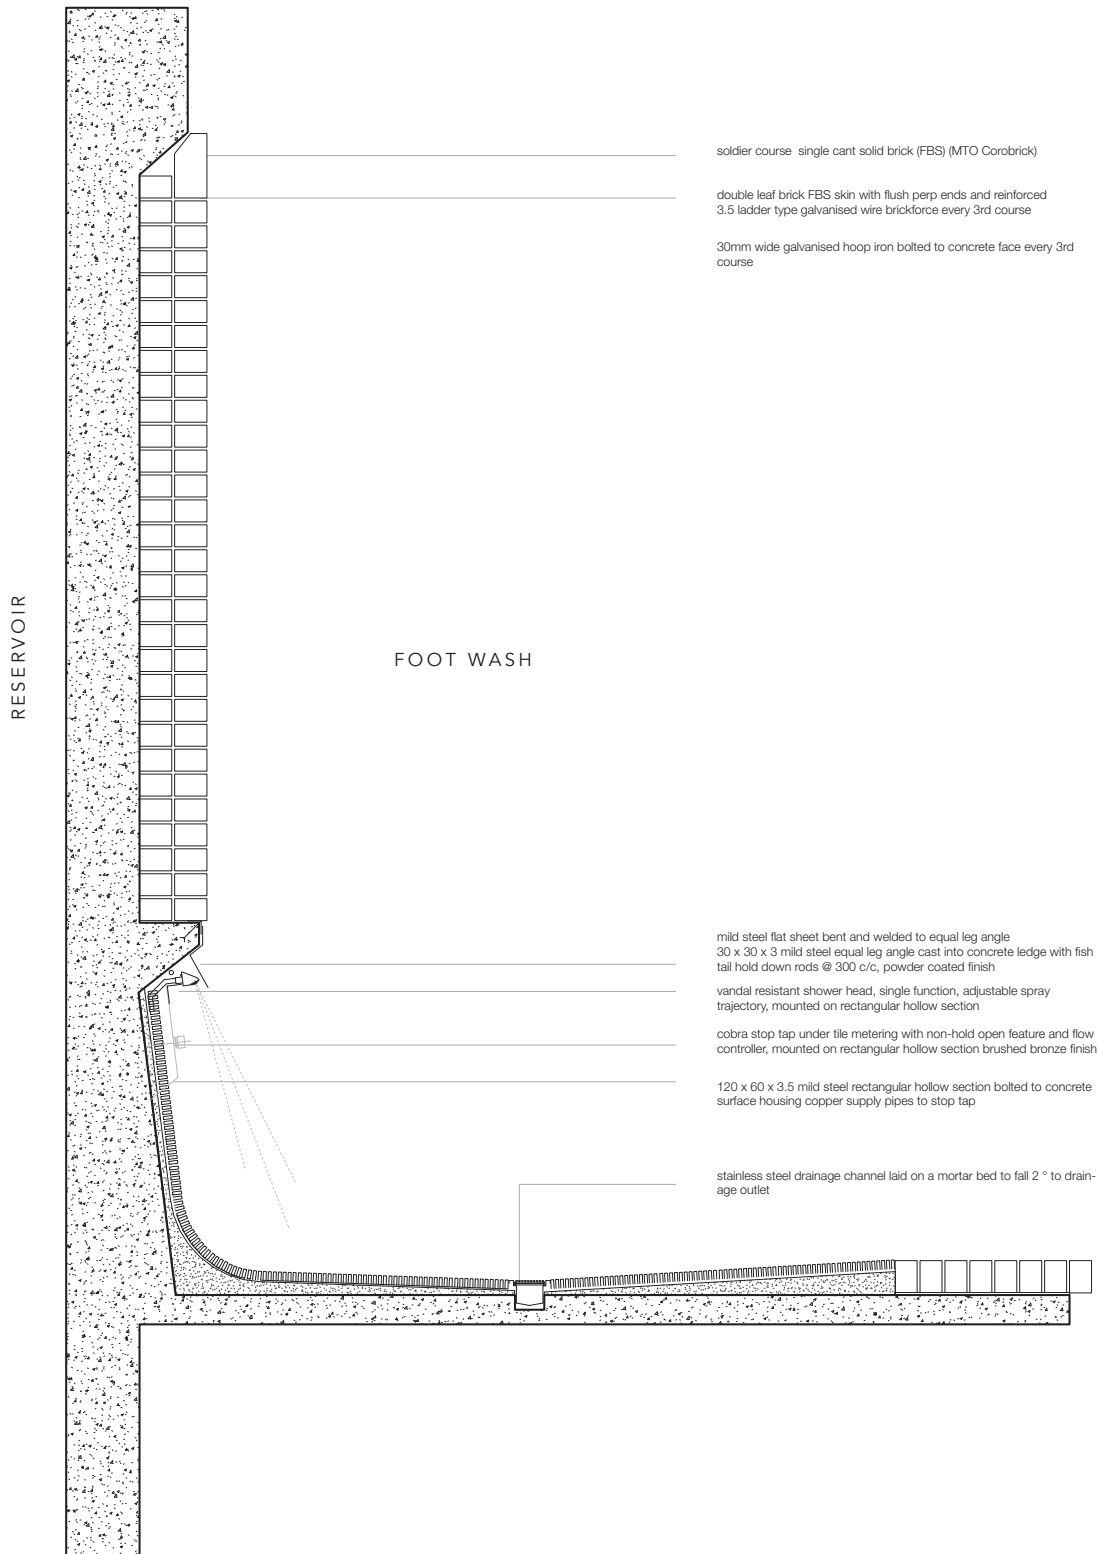 soldier course  single cant solid brick (FBS) (MTO Corobrick)
double leaf brick FBS skin with flush perp ends and reinforced
3.5 ladder type galvanised wire brickforce every 3rd course
30mm wide galvanised hoop iron bolted to concrete face every 3rd
course
RESERVOIR
FOOT WASH
mild steel flat sheet bent and welded to equal leg angle
30 x 30 x 3 mild steel equal leg angle cast into concrete ledge with fish
tail hold down rods @ 300 c/c, powder coated finish
vandal resistant shower head, single function, adjustable spray
trajectory, mounted on rectangular hollow section
cobra stop tap under tile metering with non-hold open feature and flow
controller, mounted on rectangular hollow section brushed bronze finish
120 x 60 x 3.5 mild steel rectangular hollow section bolted to concrete
surface housing copper supply pipes to stop tap
stainless steel drainage channel laid on a mortar bed to fall 2 ° to drain-
age outlet